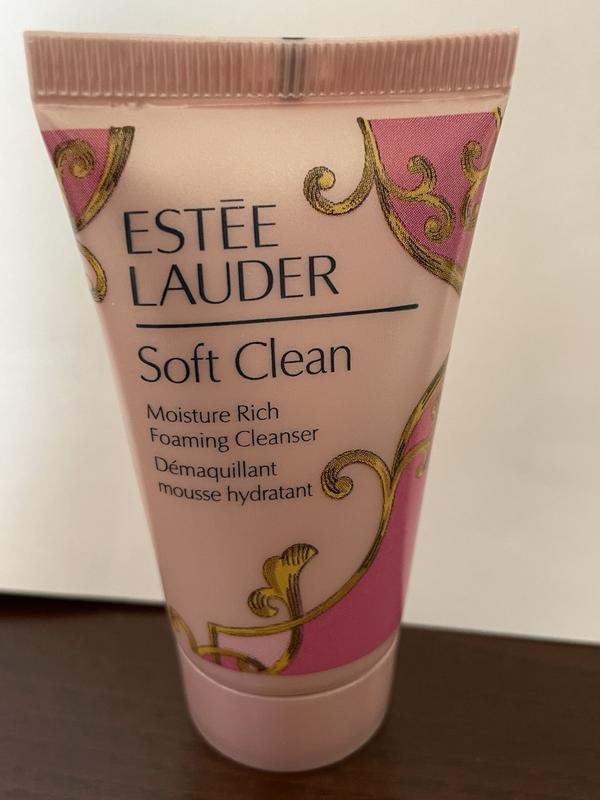 ESTĒE
LAUDER
Soft Clean
Moisture Rich
Foaming Cleanser
Démaquillant
mousse hydratant